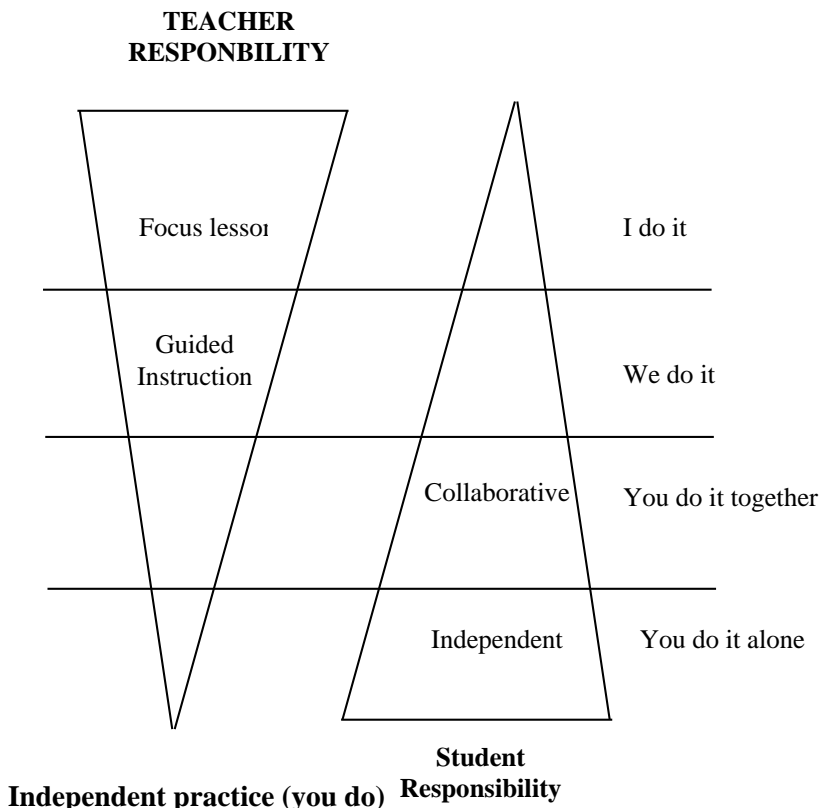 TEACHER
RESPONBILITY
Focus lesson
I do it
Guided
Instruction
We do it
Collaborative
You do it together
Independent
You do it alone
Student
Responsibility
Independent practice (you do)